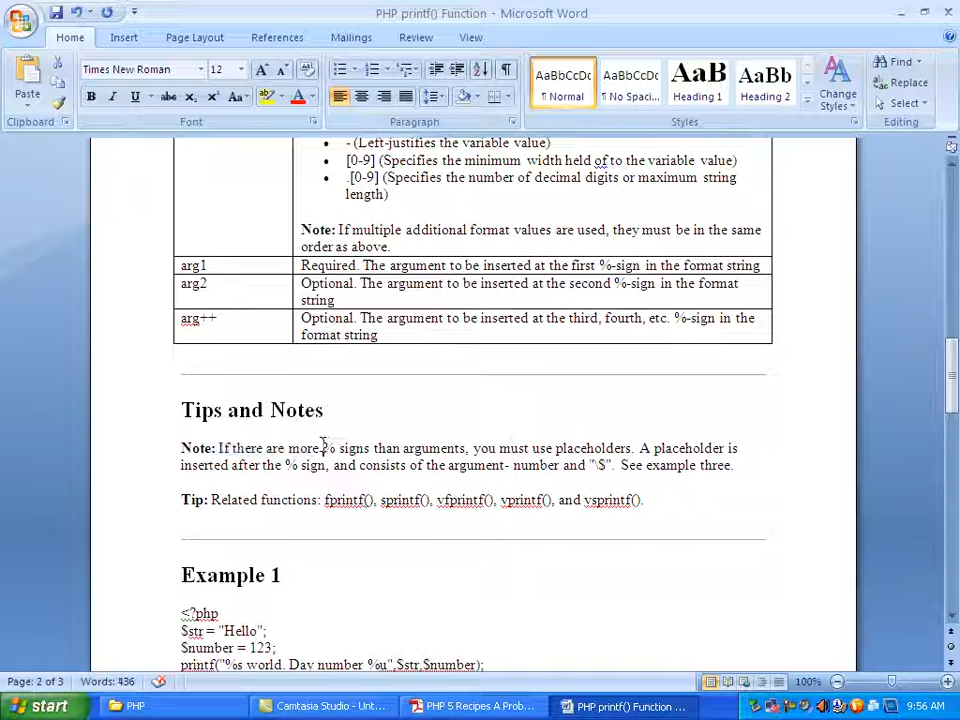 PHP printf() Function - Microsoft Word
Home Insert Page Layout References Mailings Review View
Paste
Clipboard
Times New Roman 12
B I U abc x₂ x² Aa A
Font
Paragraph
AaBbCcDc AaBbCcDc AaB AaBb
¶ Normal ¶ No Spaci... Heading 1 Heading 2
Change Styles
Styles
Find
Replace
Select
Editing
- (Left-justifies the variable value)
[0-9] (Specifies the minimum width held of to the variable value)
.[0-9] (Specifies the number of decimal digits or maximum string
length)
Note: If multiple additional format values are used, they must be in the same
order as above.
arg1 Required. The argument to be inserted at the first %-sign in the format string
arg2 Optional. The argument to be inserted at the second %-sign in the format
string
arg++ Optional. The argument to be inserted at the third, fourth, etc. %-sign in the
format string
Tips and Notes
Note: If there are more % signs than arguments, you must use placeholders. A placeholder is
inserted after the % sign, and consists of the argument- number and "\$". See example three.
Tip: Related functions: fprintf(), sprintf(), vfprintf(), vprintf(), and vsprintf().
Example 1
<?php
$str = "Hello";
$number = 123;
printf("%s world. Day number %u",$str,$number);
Page: 2 of 3 Words: 436 100%
start PHP Camtasia Studio - Unt... PHP 5 Recipes A Prob... PHP printf() Function ... 9:56 AM